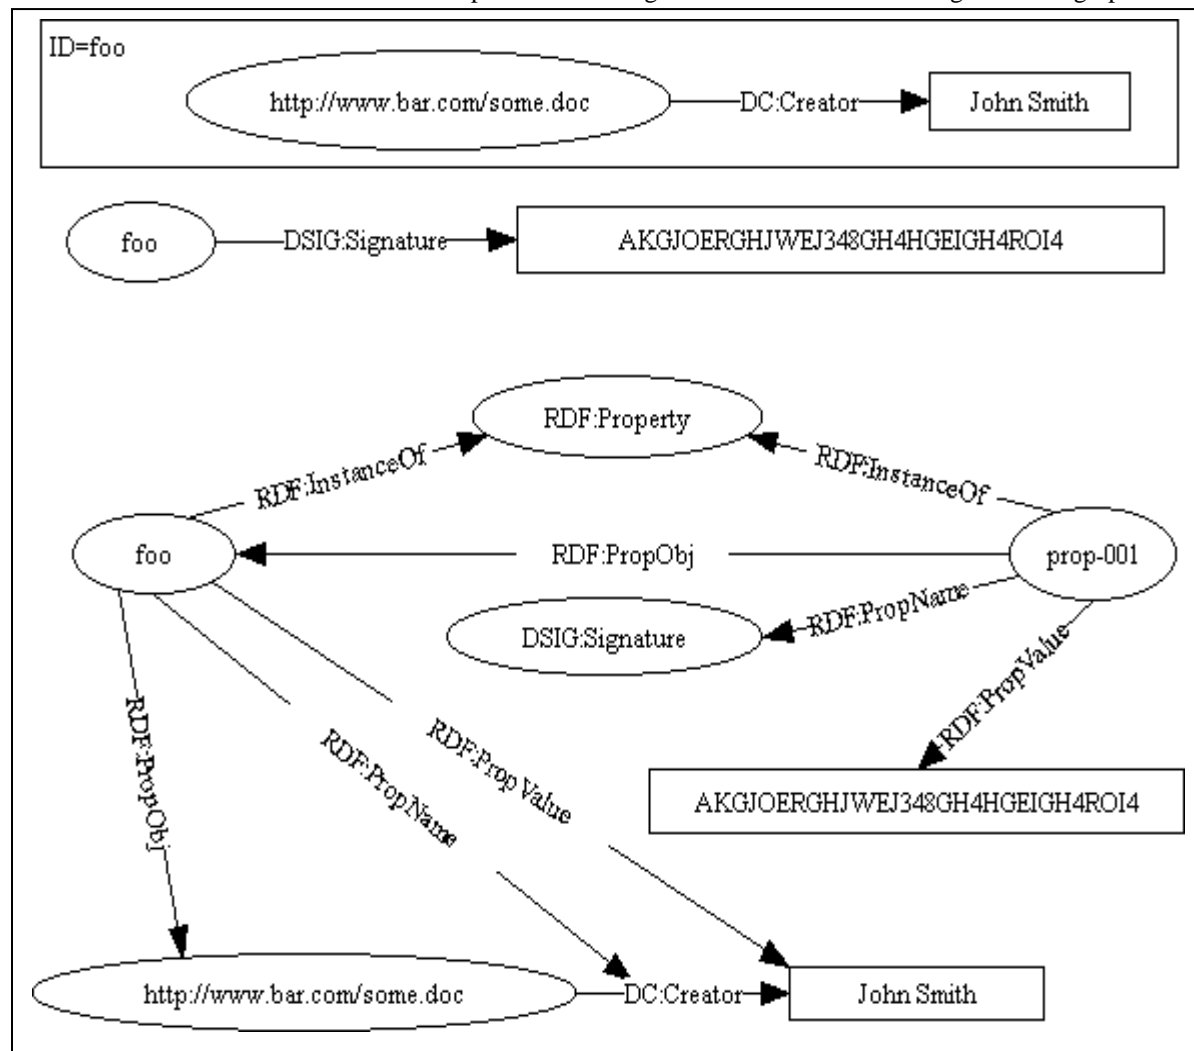 ID=foo
http://www.bar.com/some.doc
DC:Creator
John Smith
foo
DSIG:Signature
AKGJOERGHJWEJ348GH4HGEIGH4ROI4
RDF:Property
RDF:InstanceOf
RDF:InstanceOf
foo
RDF:PropObj
prop-001
RDF:PropName
DSIG:Signature
RDF:PropValue
RDF:PropObj
RDF:PropName
RDF:PropValue
AKGJOERGHJWEJ348GH4HGEIGH4ROI4
http://www.bar.com/some.doc
DC:Creator
John Smith